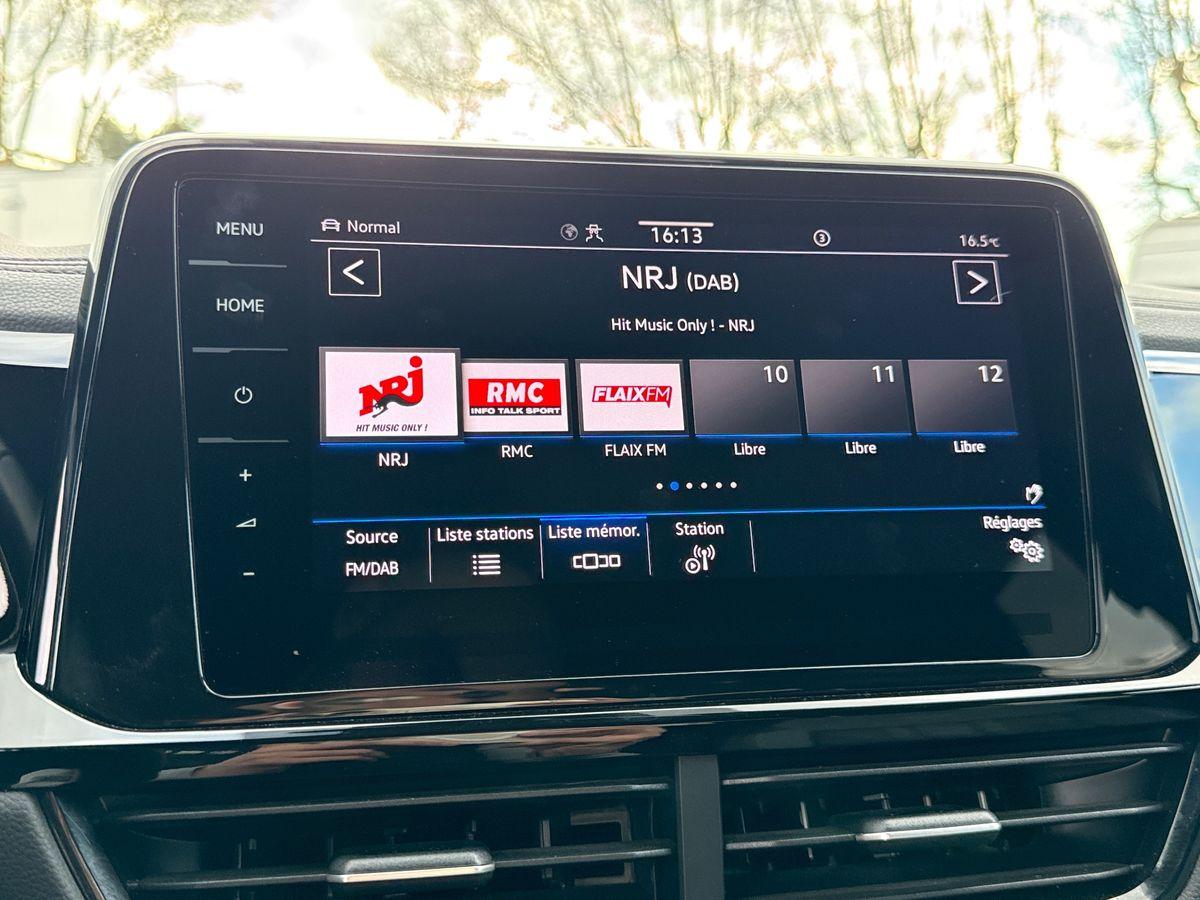 MENU
Normal
16:13
3
16.5°C
HOME
<
NRJ (DAB)
>
Hit Music Only ! - NRJ
NRJ
HIT MUSIC ONLY !
RMC
INFO TALK SPORT
FLAIXFM
10
11
12
NRJ
RMC
FLAIX FM
Libre
Libre
Libre
+
-
Source
FM/DAB
Liste stations
Liste mémor.
Station
Réglages